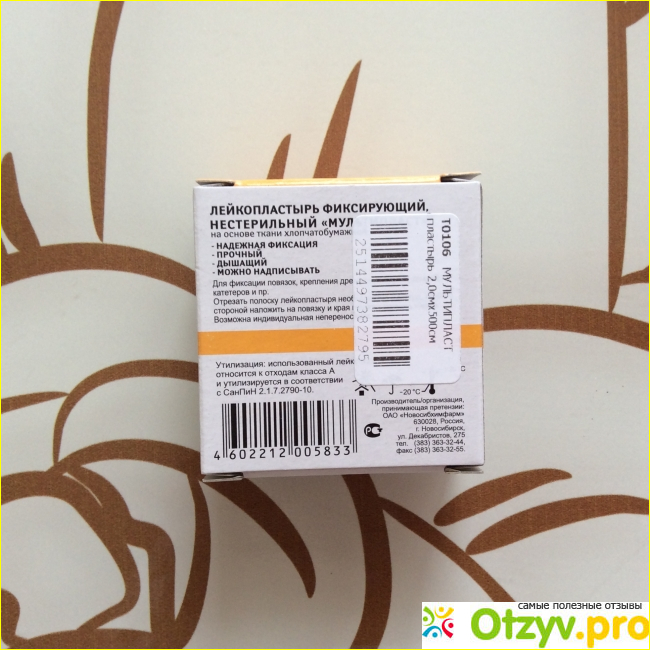 ЛЕЙКОПЛАСТЫРЬ ФИКСИРУЮЩИЙ,
НЕСТЕРИЛЬНЫЙ «МУЛ
на основе ткани хлопчатобумаж
- НАДЕЖНАЯ ФИКСАЦИЯ
- ПРОЧНЫЙ
- ДЫШАЩИЙ
- МОЖНО НАДПИСЫВАТЬ
Для фиксации повязок, крепления дре
катетеров и пр.
Отрезать полоску лейкопластыря необ
стороной наложить на повязку и края
Возможна индивидуальная неперенос
Утилизация: использованный лейк
относится к отходам класса А
и утилизируется в соответствии
с СанПиН 2.1.7.2790-10.
4 602212 005833
T0106 МУЛЬТИПЛАСТ
пластырь 2,0смх500см
2514497382795
-20 °C
Производитель/организация,
принимающая претензии:
ОАО «Новосибхимфарм»
630028, Россия,
г. Новосибирск,
ул. Декабристов, 275
тел. (383) 363-32-44,
факс (383) 363-32-55.
самые полезные отзывы
Otzyv.pro